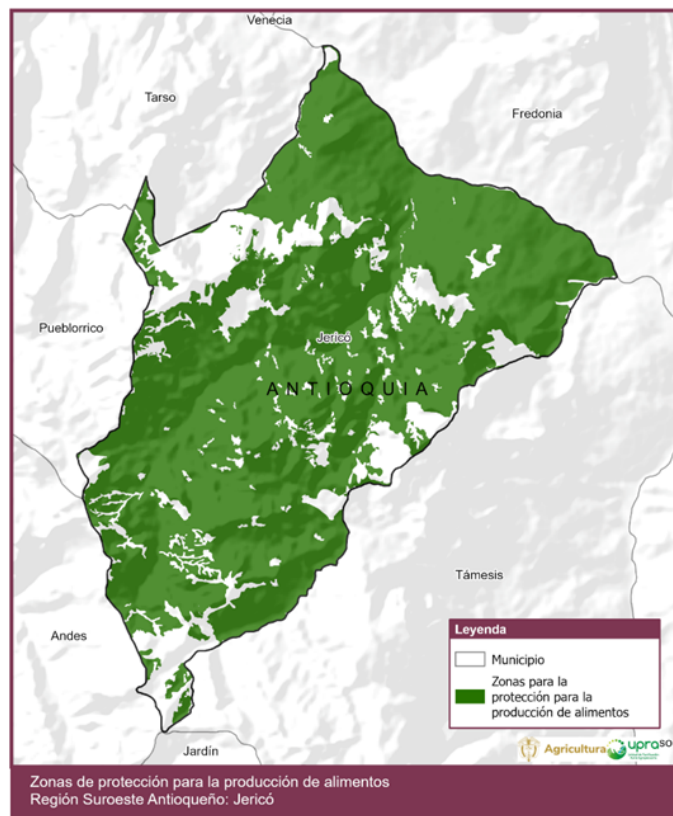 Venecia
Tarso
Fredonia
Pueblorrico
Jericó
ANTIOQUIA
Támesis
Andes
Jardín
Leyenda
Municipio
Zonas para la
protección para la
producción de alimentos
Agricultura upra so
Zonas de protección para la producción de alimentos
Región Suroeste Antioqueño: Jericó